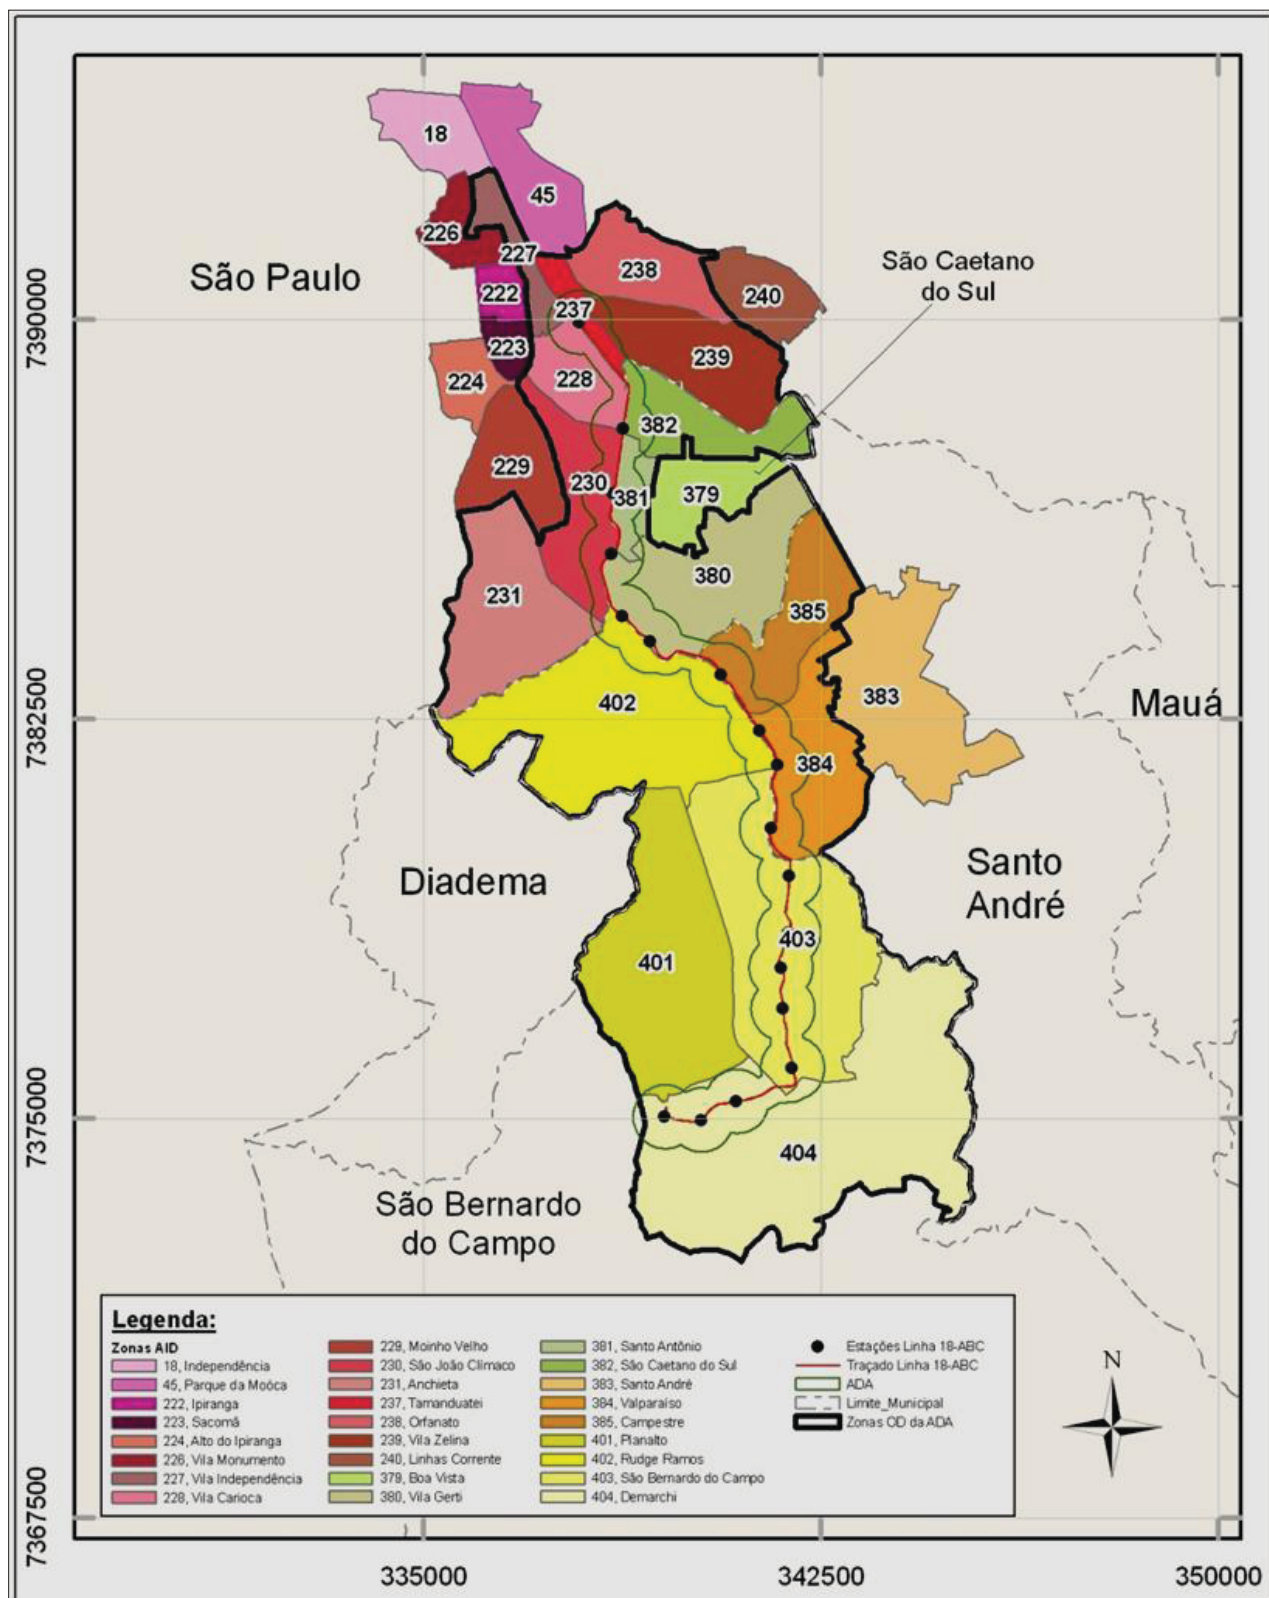 18
45
226
227
São Paulo
238
São Caetano
do Sul
222
240
237
7390000
223
239
224
228
382
229
230
381
379
380
231
385
383
Mauá
402
7382500
384
Diadema
Santo
André
403
401
7375000
404
São Bernardo
do Campo
Legenda:
Zonas AID
18, Independência
45, Parque da Moóca
222, Ipiranga
223, Sacomã
224, Alto do Ipiranga
226, Vila Monumento
227, Vila Independência
228, Vila Carioca
229, Moinho Velho
230, São João Clímaco
231, Anchieta
237, Tamanduatei
238, Orfanato
239, Vila Zelina
240, Linhas Corrente
379, Boa Vista
380, Vila Gerti
381, Santo Antônio
382, São Caetano do Sul
383, Santo André
384, Valparaíso
385, Campestre
401, Planalto
402, Rudge Ramos
403, São Bernardo do Campo
404, Demarchi
Estações Linha 18-ABC
Traçado Linha 18-ABC
ADA
Limite_Municipal
Zonas OD da ADA
N
7367500
335000
342500
350000